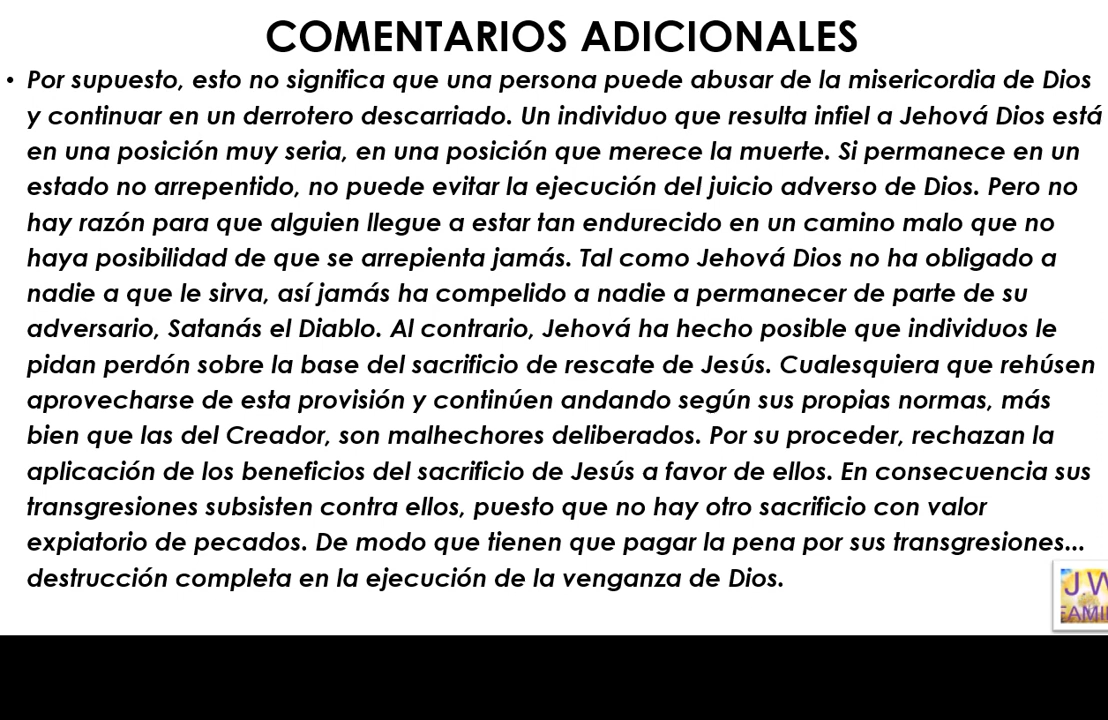 COMENTARIOS ADICIONALES
• Por supuesto, esto no significa que una persona puede abusar de la misericordia de Dios
y continuar en un derrotero descarriado. Un individuo que resulta infiel a Jehová Dios está
en una posición muy seria, en una posición que merece la muerte. Si permanece en un
estado no arrepentido, no puede evitar la ejecución del juicio adverso de Dios. Pero no
hay razón para que alguien llegue a estar tan endurecido en un camino malo que no
haya posibilidad de que se arrepienta jamás. Tal como Jehová Dios no ha obligado a
nadie a que le sirva, así jamás ha compelido a nadie a permanecer de parte de su
adversario, Satanás el Diablo. Al contrario, Jehová ha hecho posible que individuos le
pidan perdón sobre la base del sacrificio de rescate de Jesús. Cualesquiera que rehúsen
aprovecharse de esta provisión y continúen andando según sus propias normas, más
bien que las del Creador, son malhechores deliberados. Por su proceder, rechazan la
aplicación de los beneficios del sacrificio de Jesús a favor de ellos. En consecuencia sus
transgresiones subsisten contra ellos, puesto que no hay otro sacrificio con valor
expiatorio de pecados. De modo que tienen que pagar la pena por sus transgresiones...
destrucción completa en la ejecución de la venganza de Dios.
J.W
FAMI